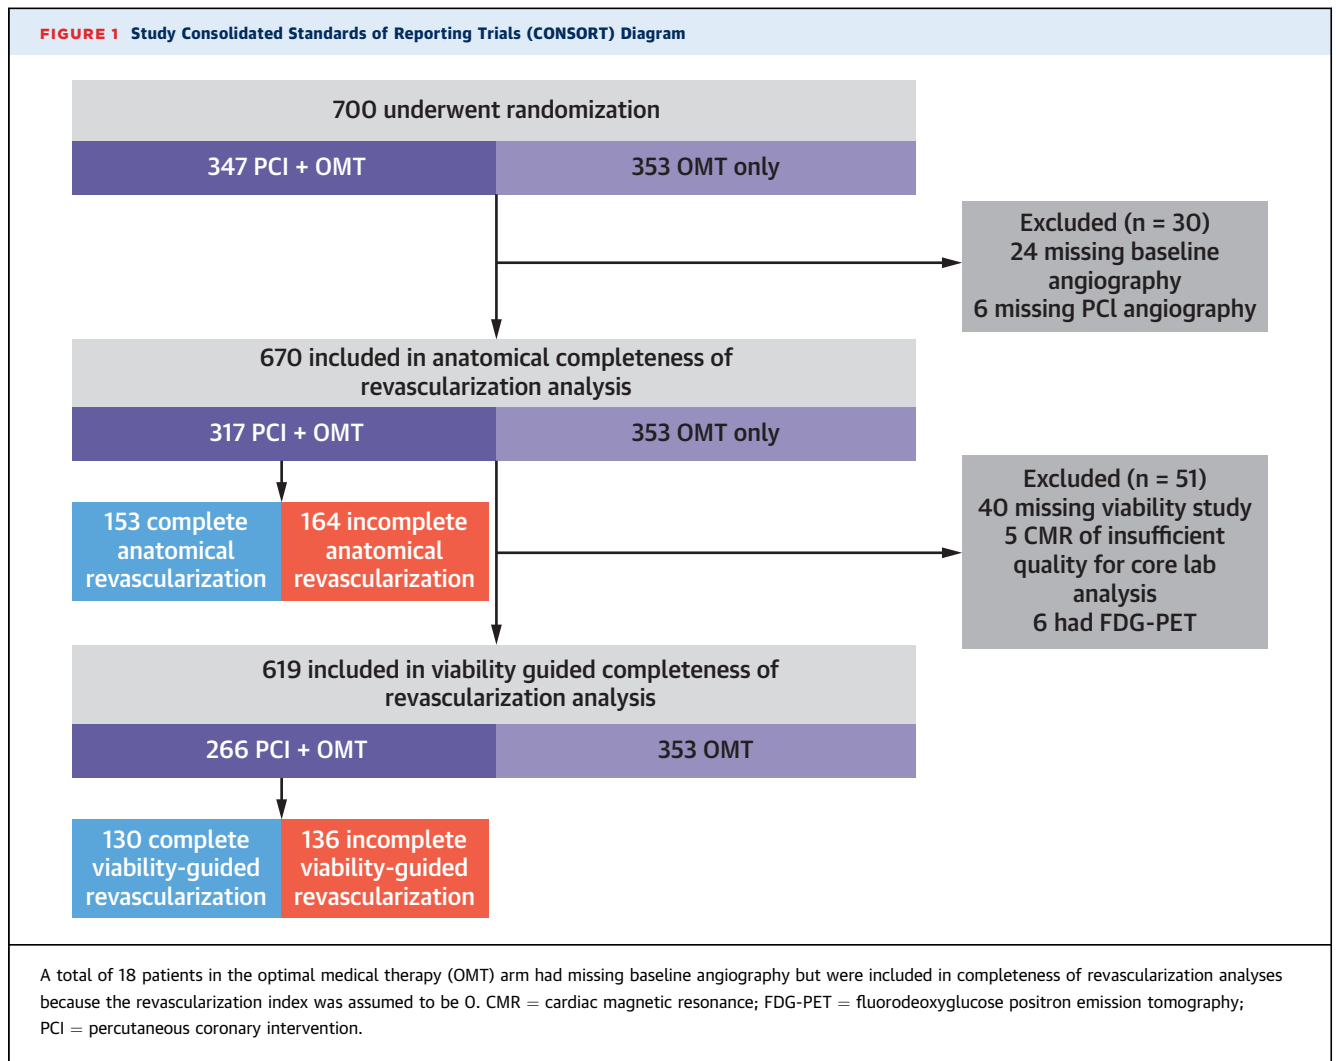 FIGURE 1 Study Consolidated Standards of Reporting Trials (CONSORT) Diagram
700 underwent randomization
347 PCI + OMT
353 OMT only
Excluded (n = 30)
24 missing baseline
angiography
6 missing PCI angiography
670 included in anatomical completeness of
revascularization analysis
317 PCI + OMT
353 OMT only
153 complete
anatomical
revascularization
164 incomplete
anatomical
revascularization
Excluded (n = 51)
40 missing viability study
5 CMR of insufficient
quality for core lab
analysis
6 had FDG-PET
619 included in viability guided completeness of
revascularization analysis
266 PCI + OMT
353 OMT
130 complete
viability-guided
revascularization
136 incomplete
viability-guided
revascularization
A total of 18 patients in the optimal medical therapy (OMT) arm had missing baseline angiography but were included in completeness of revascularization analyses
because the revascularization index was assumed to be 0. CMR = cardiac magnetic resonance; FDG-PET = fluorodeoxyglucose positron emission tomography;
PCI = percutaneous coronary intervention.